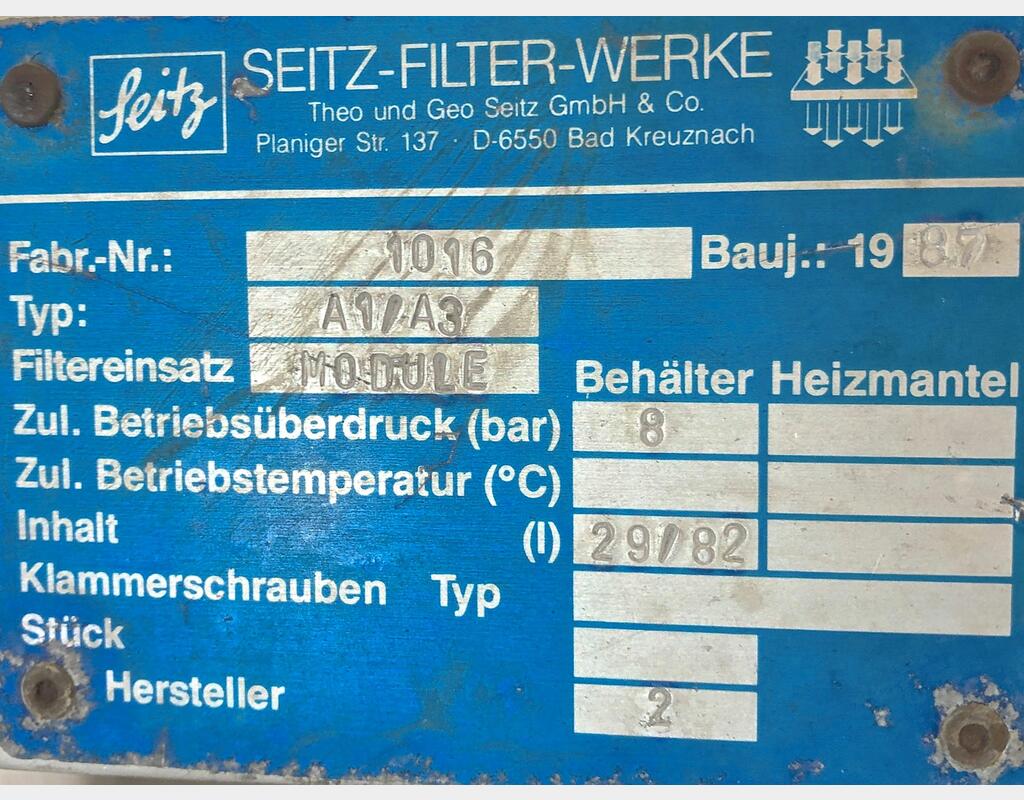 Seitz SEITZ-FILTER-WERKE
Theo und Geo Seitz GmbH & Co.
Planiger Str. 137 · D-6550 Bad Kreuznach
Fabr.-Nr.: 1016 Bauj.: 19 87
Typ: A1/A3
Filtereinsatz MODULE Behälter Heizmantel
Zul. Betriebsüberdruck (bar) 8
Zul. Betriebstemperatur (°C)
Inhalt (l) 29/82
Klammerschrauben Typ
Stück
Hersteller 2